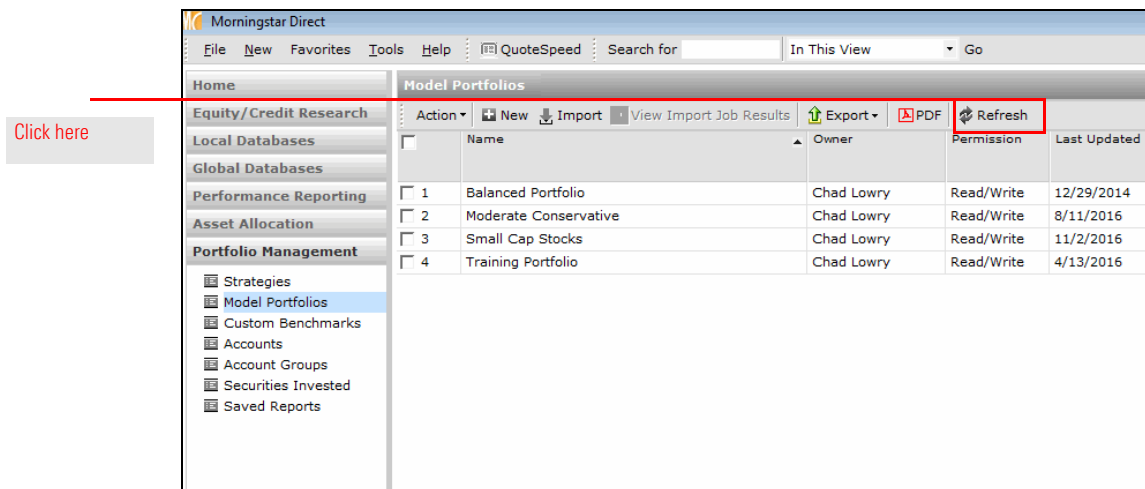 Morningstar Direct
File New Favorites Tools Help QuoteSpeed Search for In This View Go
Home
Equity/Credit Research
Local Databases
Global Databases
Performance Reporting
Asset Allocation
Portfolio Management
Strategies
Model Portfolios
Custom Benchmarks
Accounts
Account Groups
Securities Invested
Saved Reports
Click here
Model Portfolios
Action New Import View Import Job Results Export PDF Refresh
Name Owner Permission Last Updated
1 Balanced Portfolio Chad Lowry Read/Write 12/29/2014
2 Moderate Conservative Chad Lowry Read/Write 8/11/2016
3 Small Cap Stocks Chad Lowry Read/Write 11/2/2016
4 Training Portfolio Chad Lowry Read/Write 4/13/2016